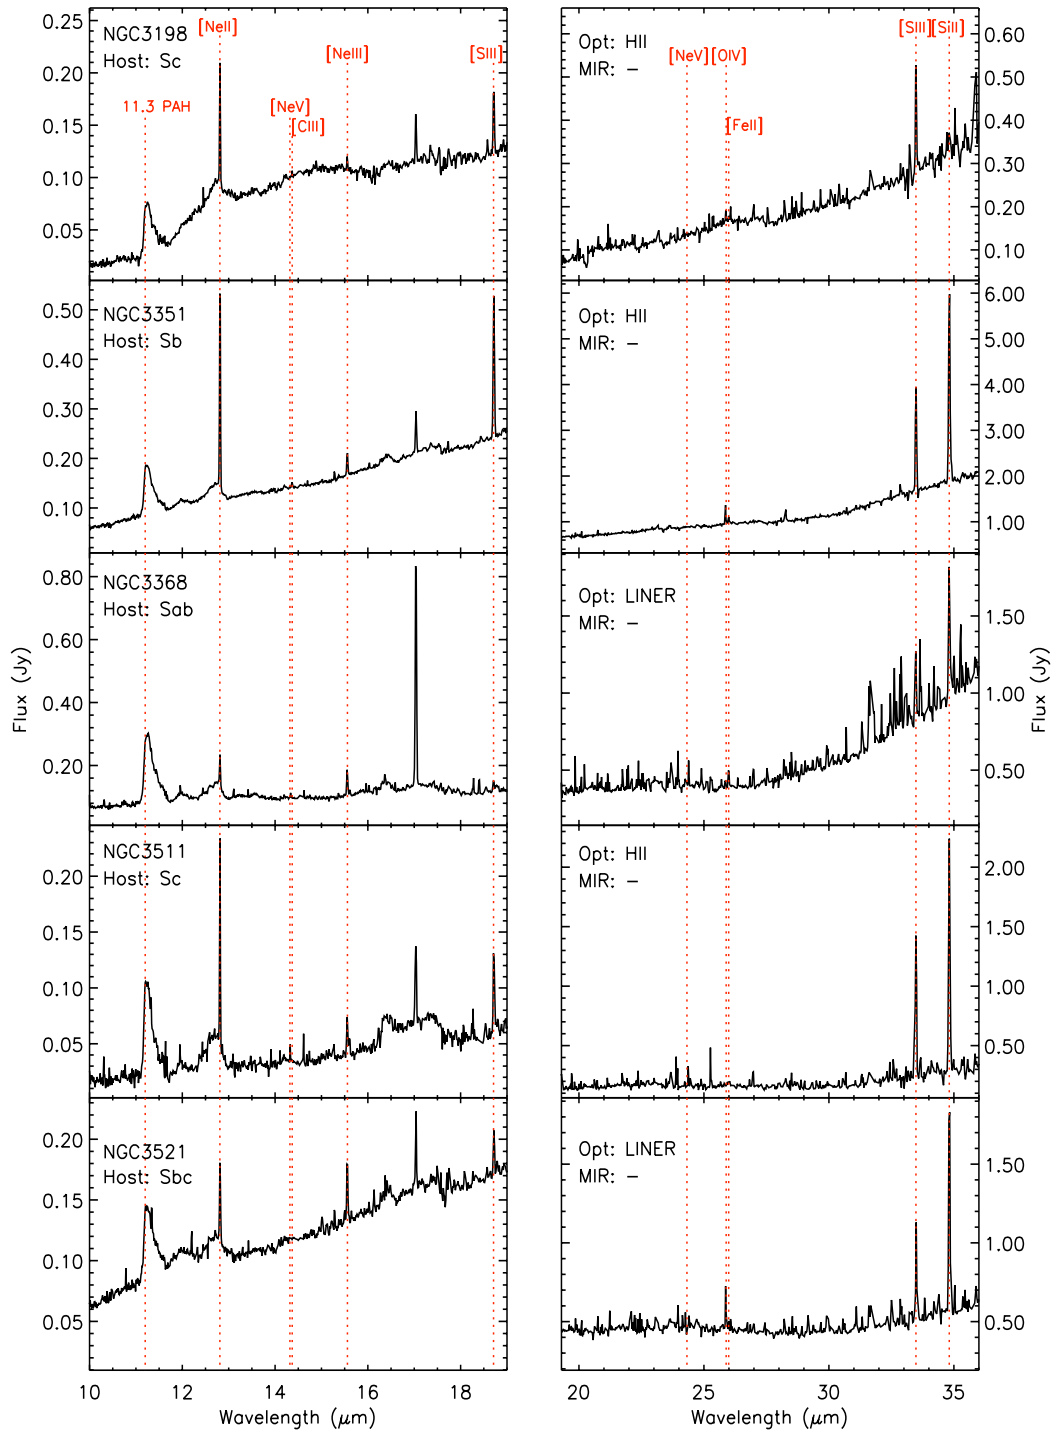 NGC3198
Host: Sc
[NeII]
[NeIII]
[SIII]
11.3 PAH
[NeV]
[ClII]
0.25
0.20
0.15
0.10
0.05
Opt: HII
MIR: –
[NeV]
[OIV]
[FeII]
[SIII]
[SiII]
0.60
0.50
0.40
0.30
0.20
0.10
NGC3351
Host: Sb
0.50
0.40
0.30
0.20
0.10
Opt: HII
MIR: –
6.00
5.00
4.00
3.00
2.00
1.00
NGC3368
Host: Sab
0.80
0.60
0.40
0.20
Flux (Jy)
Opt: LINER
MIR: –
1.50
1.00
0.50
Flux (Jy)
NGC3511
Host: Sc
0.20
0.15
0.10
0.05
Opt: HII
MIR: –
2.00
1.50
1.00
0.50
NGC3521
Host: Sbc
0.20
0.15
0.10
0.05
Opt: LINER
MIR: –
1.50
1.00
0.50
10 12 14 16 18
Wavelength (μm)
20 25 30 35
Wavelength (μm)